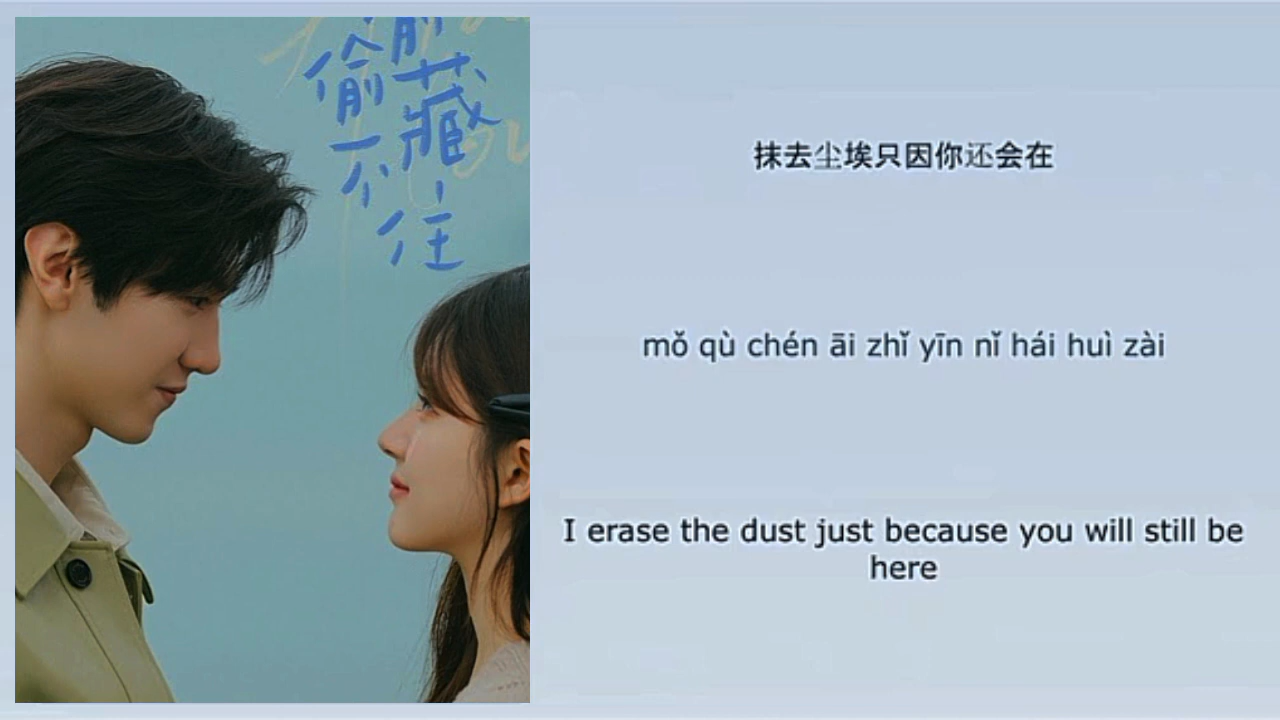 偷偷藏不住
抹去尘埃只因你还会在
mǒ qù chén āi zhǐ yīn nǐ hái huì zài
I erase the dust just because you will still be
here